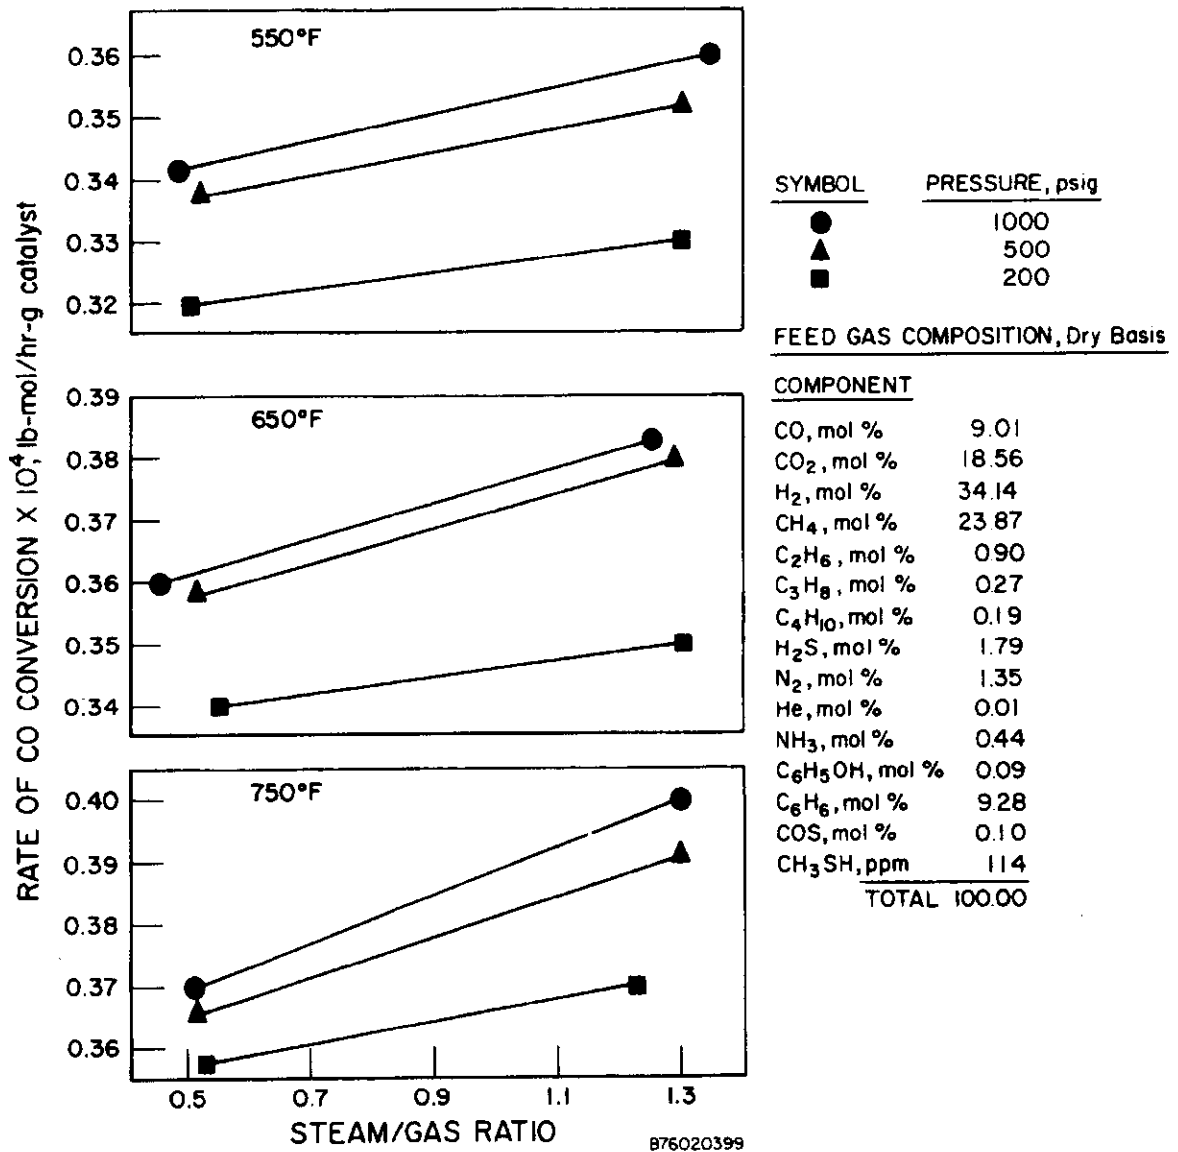 RATE OF CO CONVERSION X 10⁴, lb-mol/hr-g catalyst
550°F
0.36
0.35
0.34
0.33
0.32
650°F
0.39
0.38
0.37
0.36
0.35
0.34
750°F
0.40
0.39
0.38
0.37
0.36
0.5 0.7 0.9 1.1 1.3
STEAM/GAS RATIO
B76020399
SYMBOL PRESSURE, psig
1000
500
200
FEED GAS COMPOSITION, Dry Basis
COMPONENT
CO, mol % 9.01
CO₂, mol % 18.56
H₂, mol % 34.14
CH₄, mol % 23.87
C₂H₆, mol % 0.90
C₃H₈, mol % 0.27
C₄H₁₀, mol % 0.19
H₂S, mol % 1.79
N₂, mol % 1.35
He, mol % 0.01
NH₃, mol % 0.44
C₆H₅OH, mol % 0.09
C₆H₆, mol % 9.28
COS, mol % 0.10
CH₃SH, ppm 114
TOTAL 100.00